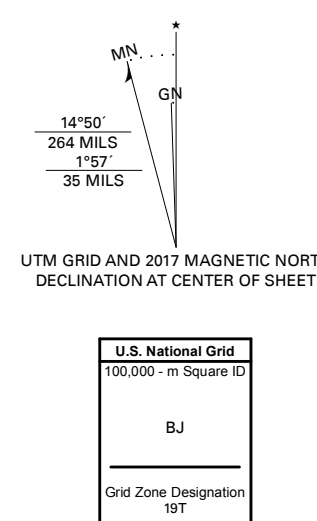 MN
GN
14°50´
264 MILS
1°57´
35 MILS
UTM GRID AND 2017 MAGNETIC NORT
DECLINATION AT CENTER OF SHEET
U.S. National Grid
100,000 - m Square ID
BJ
Grid Zone Designation
19T